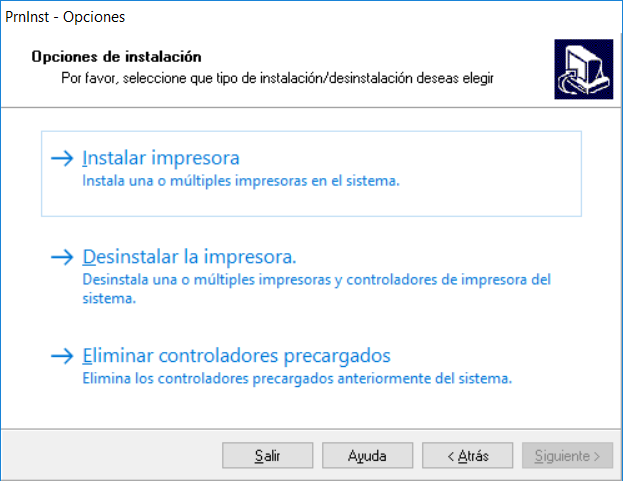 PrnInst - Opciones
Opciones de instalación
Por favor, seleccione que tipo de instalación/desinstalación deseas elegir
Instalar impresora
Instala una o múltiples impresoras en el sistema.
Desinstalar la impresora.
Desinstala una o múltiples impresoras y controladores de impresora del
sistema.
Eliminar controladores precargados
Elimina los controladores precargados anteriormente del sistema.
Salir
Ayuda
< Atrás
Siguiente >